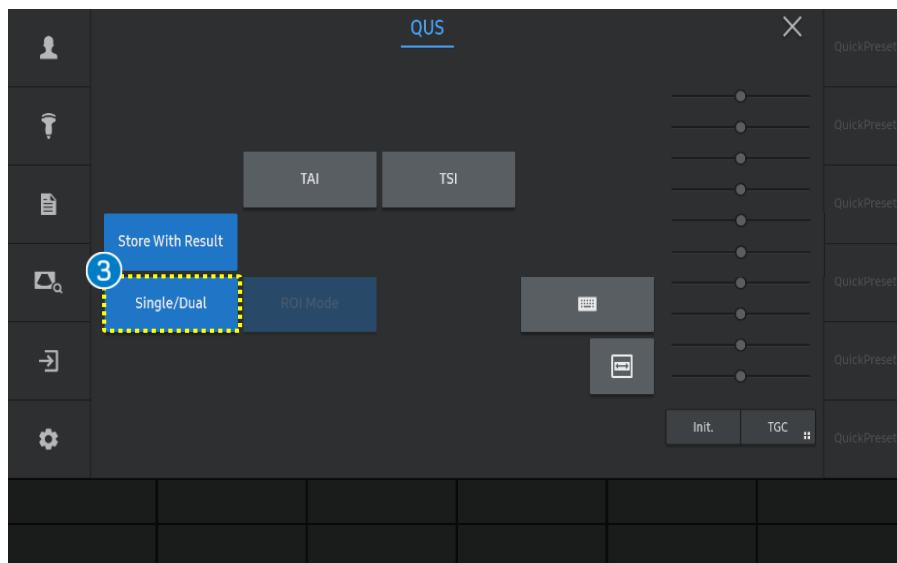 QUS
QuickPreset
QuickPreset
TAI
TSI
QuickPreset
Store With Result
3
Single/Dual
ROI Mode
QuickPreset
QuickPreset
Init.
TGC
QuickPreset